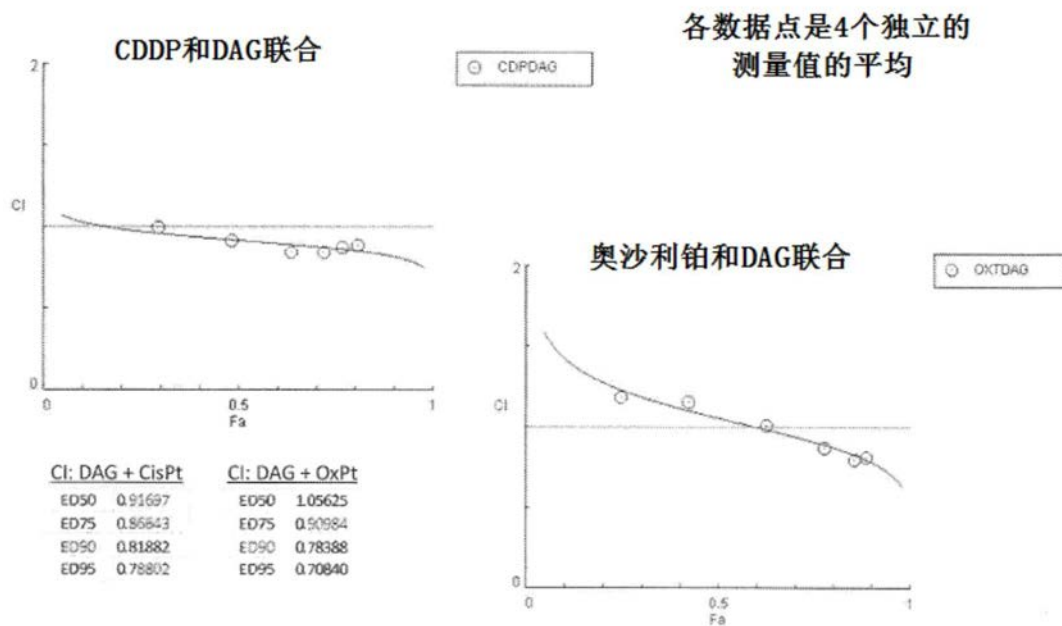 CDDP和DAG联合
各数据点是4个独立的
测量值的平均
2
CDPDAG
CI
0
0
0.5
1
Fa
奥沙利铂和DAG联合
2
OXTDAG
CI
0
0
0.5
1
Fa
CI: DAG + CisPt
ED50 0.91697
ED75 0.86643
ED90 0.81882
ED95 0.78802
CI: DAG + OxPt
ED50 1.05625
ED75 0.90984
ED90 0.78388
ED95 0.70840